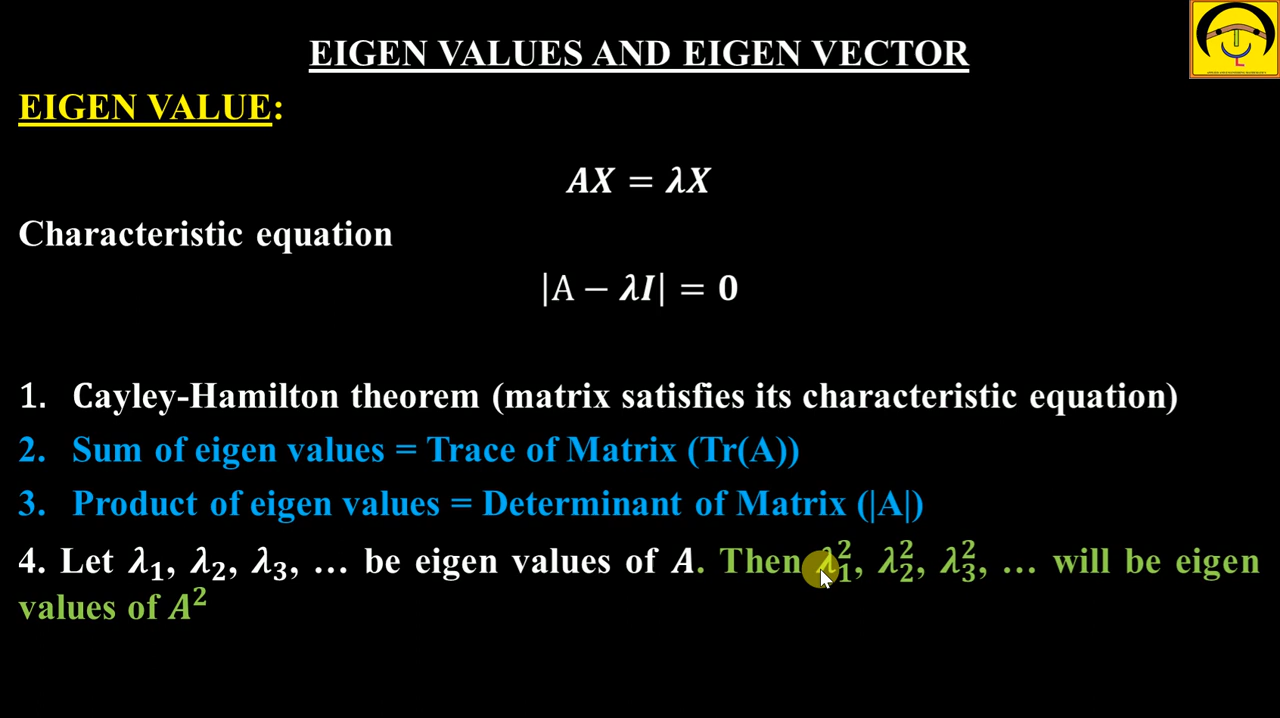 EIGEN VALUES AND EIGEN VECTOR
EIGEN VALUE:
AX = λX
Characteristic equation
|A − λI| = 0
1. Cayley-Hamilton theorem (matrix satisfies its characteristic equation)
2. Sum of eigen values = Trace of Matrix (Tr(A))
3. Product of eigen values = Determinant of Matrix (|A|)
4. Let λ₁, λ₂, λ₃, … be eigen values of A. Then λ₁², λ₂², λ₃², … will be eigen
values of A²